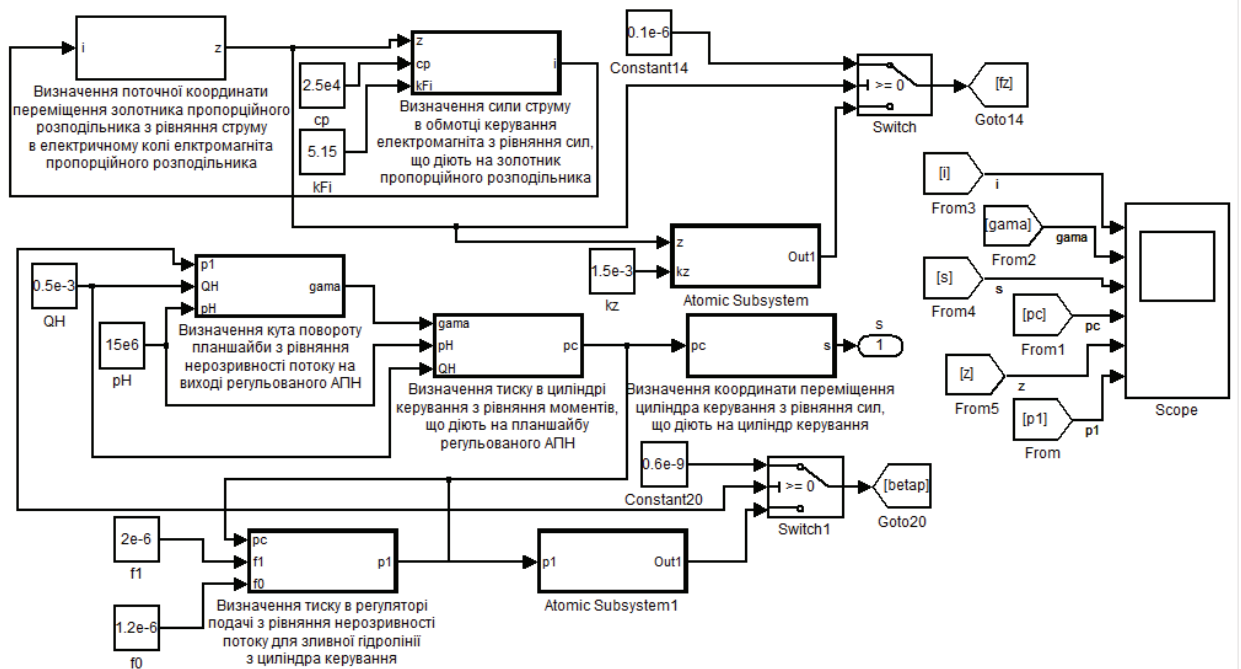 i
z
Визначення поточної координати
переміщення золотника пропорційного
розподільника з рівняння струму
в електричному колі елктромагніта
пропорційного розподільника
z
cp
kFi
i
2.5e4
cp
5.15
kFi
Визначення сили струму
в обмотці керування
електромагніта з рівняння сил,
що діють на золотник
пропорційного розподільника
0.1e-6
Constant14
>= 0
Switch
[fz]
Goto14
z
kz
Out1
Atomic Subsystem
1.5e-3
kz
[i]
i
From3
[gama]
gama
From2
[s]
s
From4
[pc]
pc
From1
[z]
z
From5
[p1]
p1
From
Scope
0.5e-3
QH
15e6
pH
p1
QH
pH
gama
Визначення кута повороту
планшайби з рівняння
нерозривності потоку на
виході регульованого АПН
gama
pH
QH
pc
Визначення тиску в циліндрі
керування з рівняння моментів,
що діють на планшайбу
регульованого АПН
pc
s
Визначення координати переміщення
циліндра керування з рівняння сил,
що діють на циліндр керування
s
1
0.6e-9
Constant20
>= 0
Switch1
[betap]
Goto20
2e-6
f1
1.2e-6
f0
pc
f1
f0
p1
Визначення тиску в регуляторі
подачі з рівняння нерозривності
потоку для зливної гідролінії
з циліндра керування
p1
Out1
Atomic Subsystem1